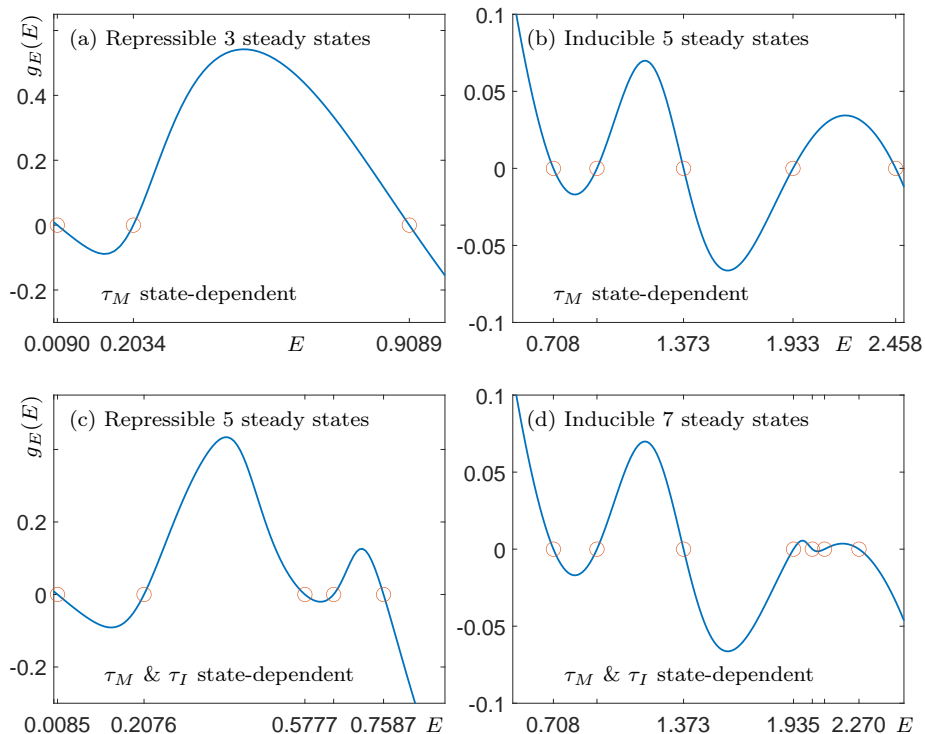 (a) Repressible 3 steady states
g_E(E)
0.4
0.2
0
-0.2
τ_M state-dependent
0.0090 0.2034 E 0.9089
(b) Inducible 5 steady states
0.1
0.05
0
-0.05
-0.1
τ_M state-dependent
0.708 1.373 1.933 E 2.458
(c) Repressible 5 steady states
g_E(E)
0.4
0.2
0
-0.2
τ_M & τ_I state-dependent
0.0085 0.2076 0.5777 0.7587 E
(d) Inducible 7 steady states
0.1
0.05
0
-0.05
-0.1
τ_M & τ_I state-dependent
0.708 1.373 1.935 2.270 E